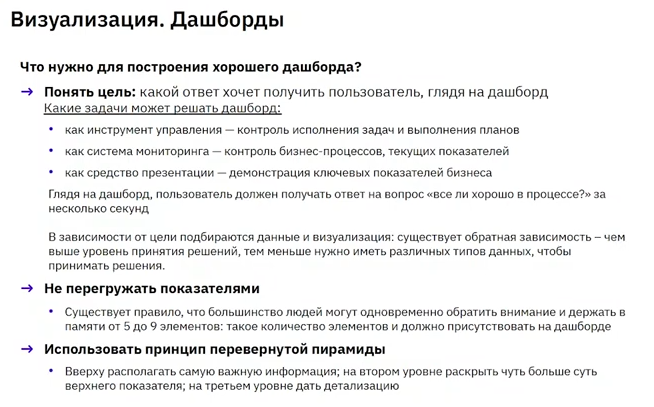 Визуализация. Дашборды
Что нужно для построения хорошего дашборда?
→ Понять цель: какой ответ хочет получить пользователь, глядя на дашборд
Какие задачи может решать дашборд:
• как инструмент управления — контроль исполнения задач и выполнения планов
• как система мониторинга — контроль бизнес-процессов, текущих показателей
• как средство презентации — демонстрация ключевых показателей бизнеса
Глядя на дашборд, пользователь должен получать ответ на вопрос «все ли хорошо в процессе?» за
несколько секунд
В зависимости от цели подбираются данные и визуализация: существует обратная зависимость – чем
выше уровень принятия решений, тем меньше нужно иметь различных типов данных, чтобы
принимать решения.
→ Не перегружать показателями
• Существует правило, что большинство людей могут одновременно обратить внимание и держать в
памяти от 5 до 9 элементов: такое количество элементов и должно присутствовать на дашборде
→ Использовать принцип перевернутой пирамиды
• Вверху располагать самую важную информация; на втором уровне раскрыть чуть больше суть
верхнего показателя; на третьем уровне дать детализацию